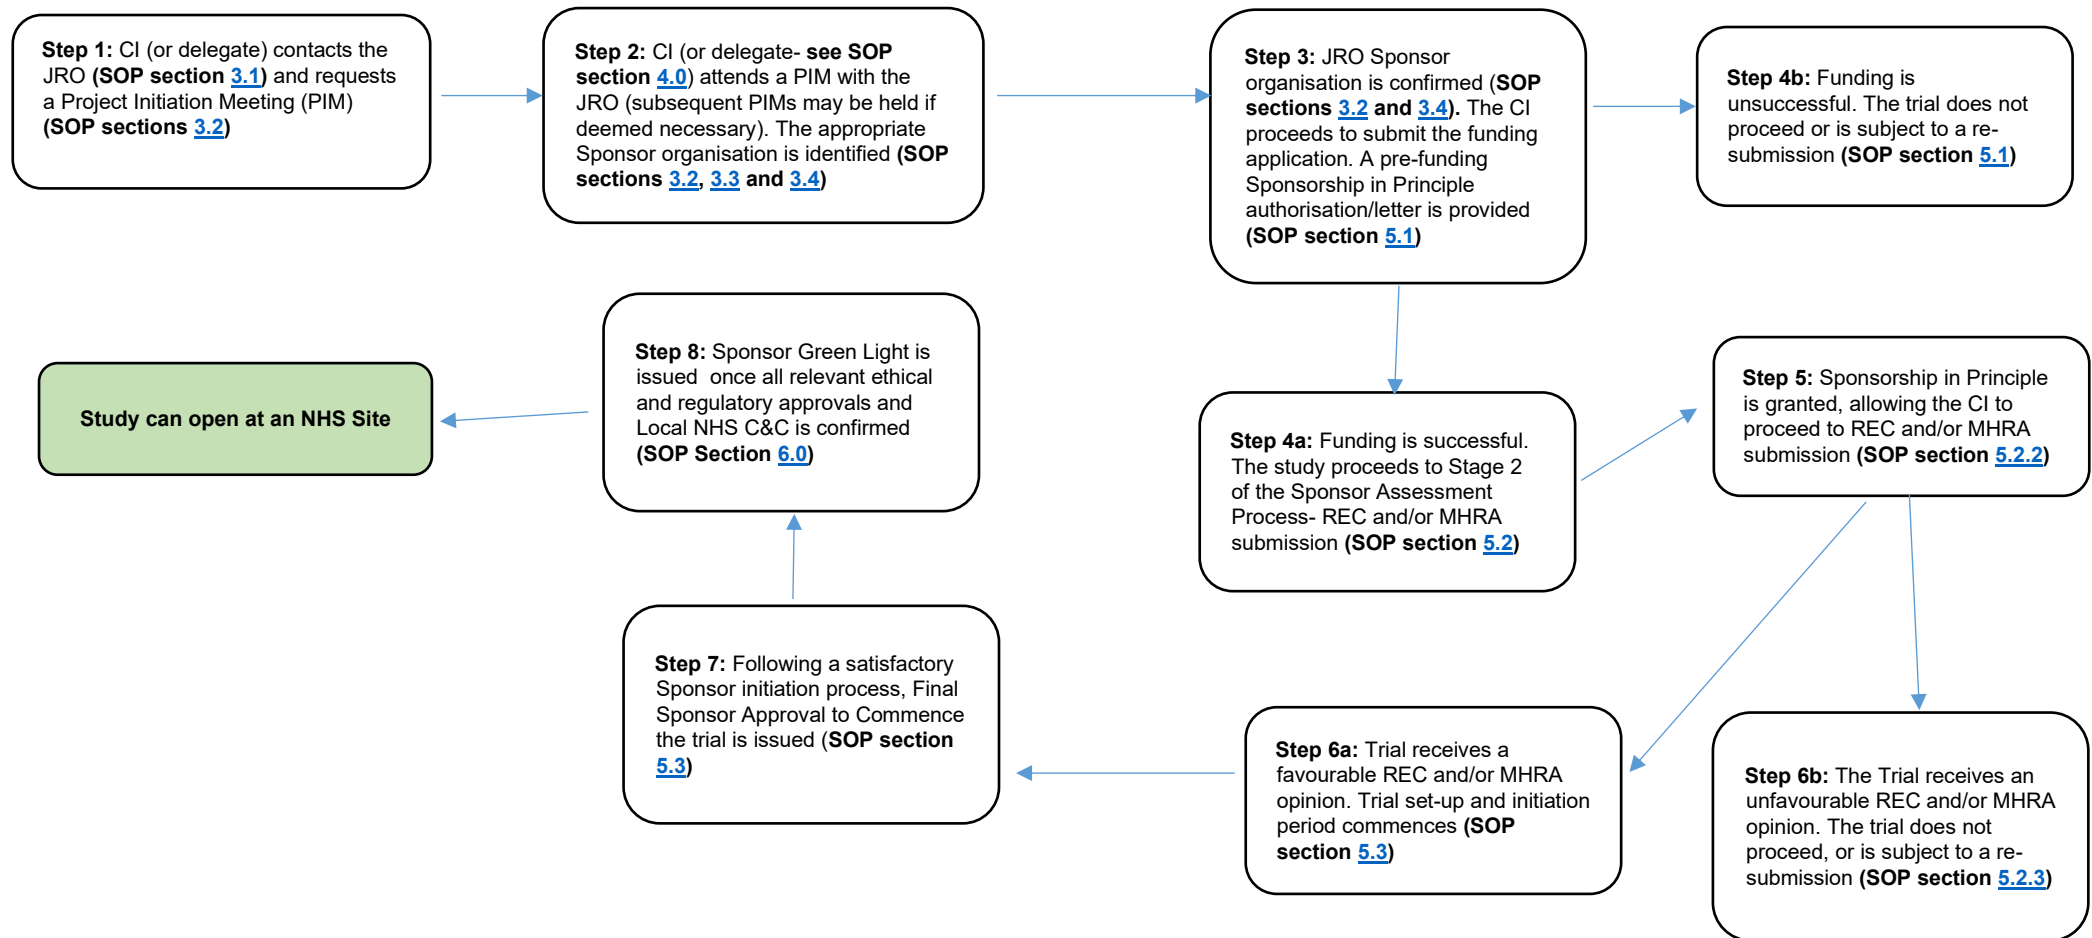 Step 1: CI (or delegate) contacts the
JRO (SOP section 3.1) and requests
a Project Initiation Meeting (PIM)
(SOP sections 3.2)
Step 2: CI (or delegate- see SOP
section 4.0) attends a PIM with the
JRO (subsequent PIMs may be held if
deemed necessary). The appropriate
Sponsor organisation is identified (SOP
sections 3.2, 3.3 and 3.4)
Step 3: JRO Sponsor
organisation is confirmed (SOP
sections 3.2 and 3.4). The CI
proceeds to submit the funding
application. A pre-funding
Sponsorship in Principle
authorisation/letter is provided
(SOP section 5.1)
Step 4b: Funding is
unsuccessful. The trial does not
proceed or is subject to a re-
submission (SOP section 5.1)
Step 4a: Funding is successful.
The study proceeds to Stage 2
of the Sponsor Assessment
Process- REC and/or MHRA
submission (SOP section 5.2)
Step 5: Sponsorship in Principle
is granted, allowing the CI to
proceed to REC and/or MHRA
submission (SOP section 5.2.2)
Step 6a: Trial receives a
favourable REC and/or MHRA
opinion. Trial set-up and initiation
period commences (SOP
section 5.3)
Step 6b: The Trial receives an
unfavourable REC and/or MHRA
opinion. The trial does not
proceed, or is subject to a re-
submission (SOP section 5.2.3)
Step 7: Following a satisfactory
Sponsor initiation process, Final
Sponsor Approval to Commence
the trial is issued (SOP section
5.3)
Step 8: Sponsor Green Light is
issued once all relevant ethical
and regulatory approvals and
Local NHS C&C is confirmed
(SOP Section 6.0)
Study can open at an NHS Site